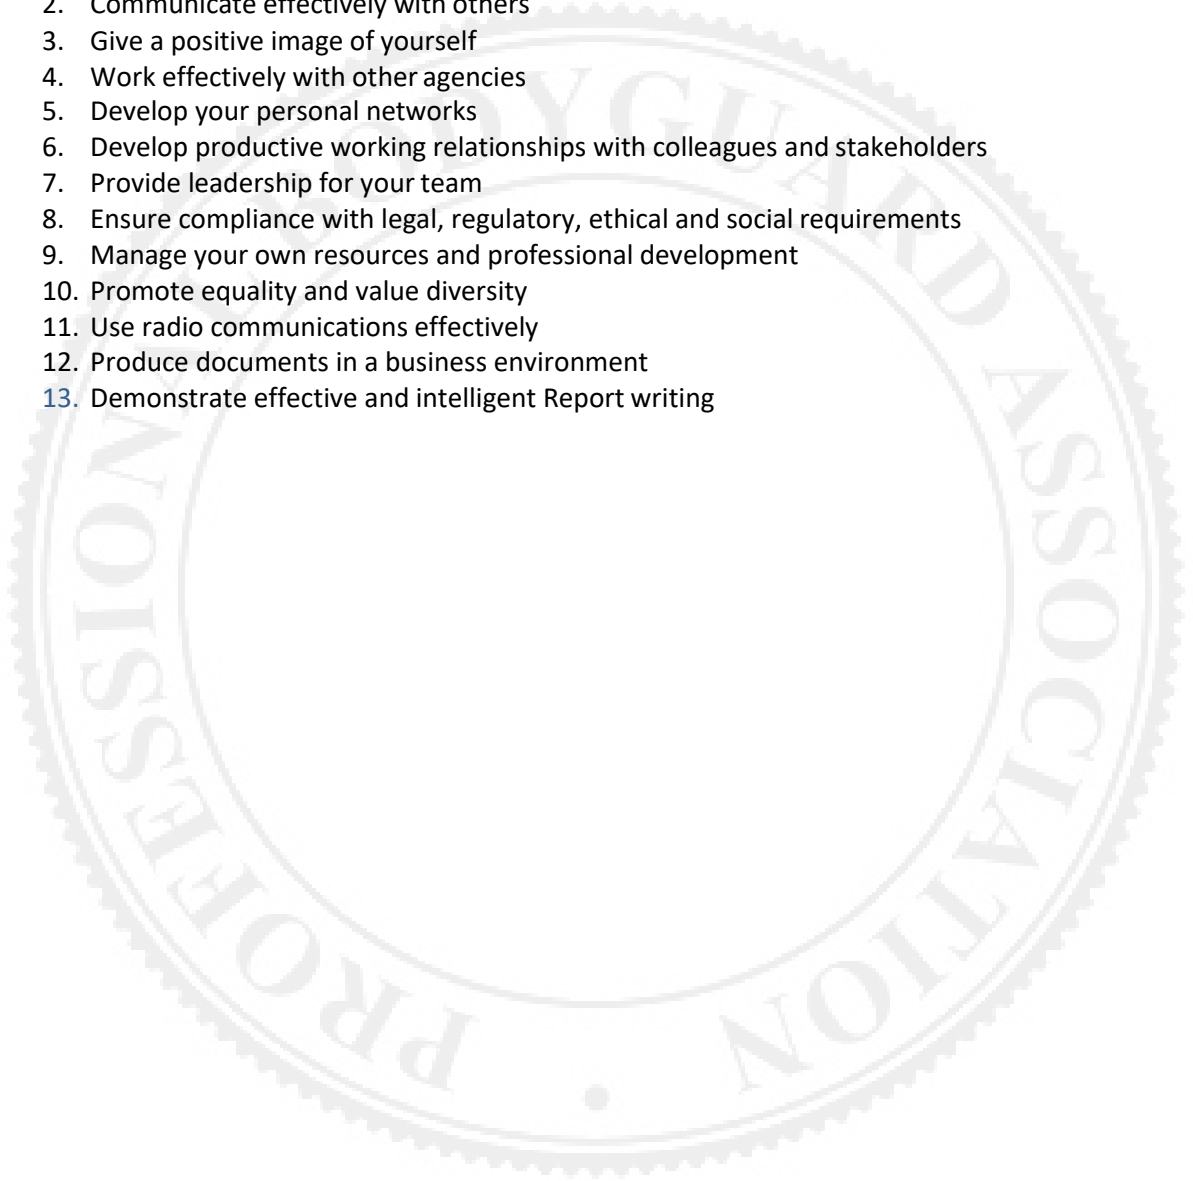 2. Communicate effectively with others
3. Give a positive image of yourself
4. Work effectively with other agencies
5. Develop your personal networks
6. Develop productive working relationships with colleagues and stakeholders
7. Provide leadership for your team
8. Ensure compliance with legal, regulatory, ethical and social requirements
9. Manage your own resources and professional development
10. Promote equality and value diversity
11. Use radio communications effectively
12. Produce documents in a business environment
13. Demonstrate effective and intelligent Report writing
PROFESSIONAL BODYGUARD ASSOCIATION